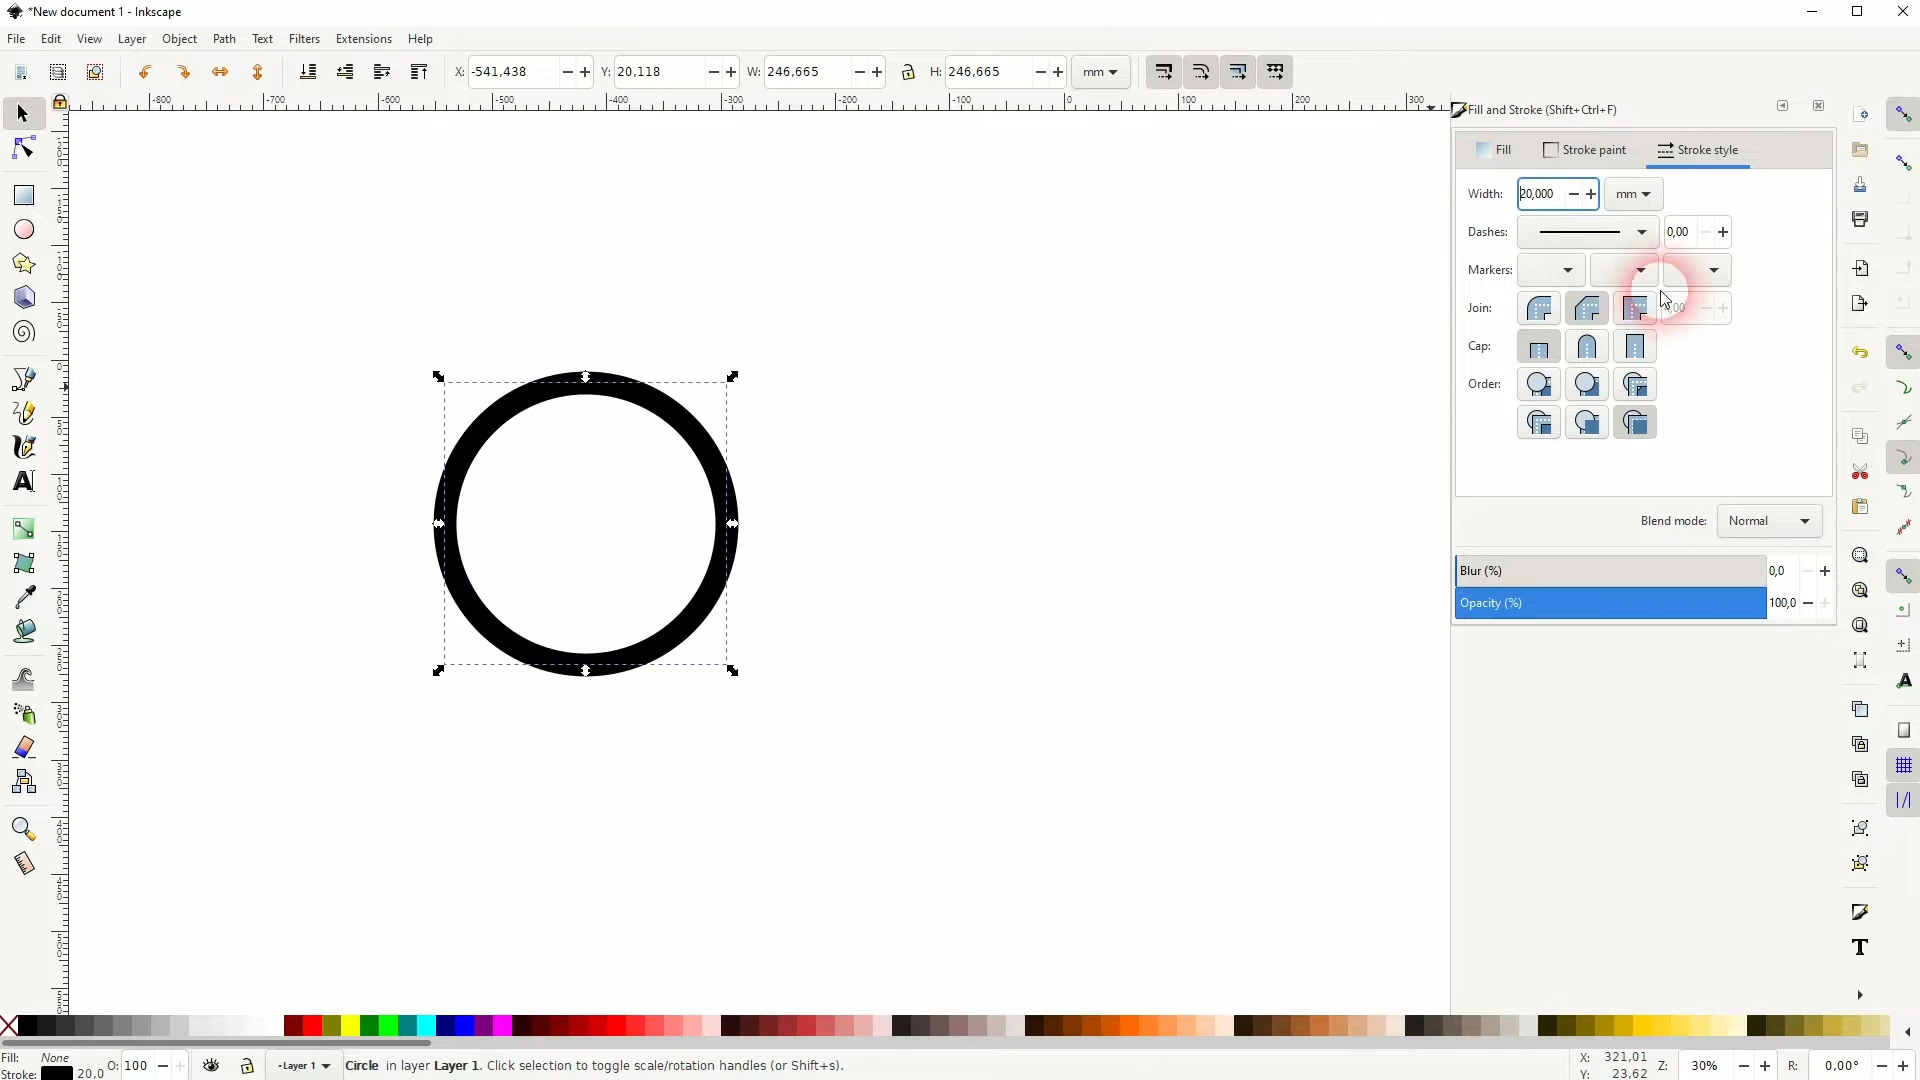 *New document 1 - Inkscape
File Edit View Layer Object Path Text Filters Extensions Help
X: -541,438 Y: 20,118 W: 246,665 H: 246,665 mm
-800 -700 -600 -500 -400 -300 -200 -100 0 100 200 300
Fill and Stroke (Shift+Ctrl+F)
Fill Stroke paint Stroke style
Width: 20,000 mm
Dashes: 0,00
Markers:
Join:
Cap:
Order:
Blend mode: Normal
Blur (%) 0,0
Opacity (%) 100,0
Fill: None
Stroke: 20,0 O: 100 -Layer 1 Circle in layer Layer 1. Click selection to toggle scale/rotation handles (or Shift+s).
X: 321,01
Y: 23,62
Z: 30% R: 0,00°